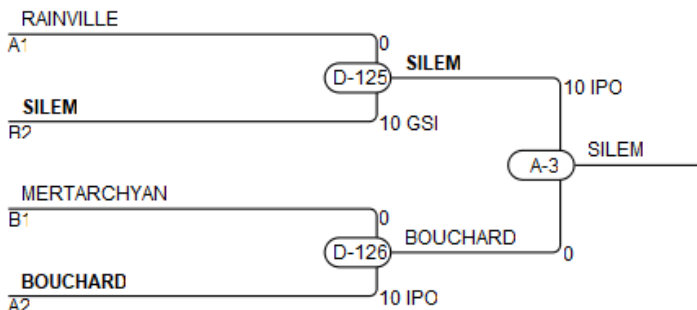 RAINVILLE
A1
0
D-125
SILEM
SILEM
B2
10 GSI
10 IPO
A-3
SILEM
MERTARCHYAN
B1
0
D-126
BOUCHARD
0
BOUCHARD
A2
10 IPO